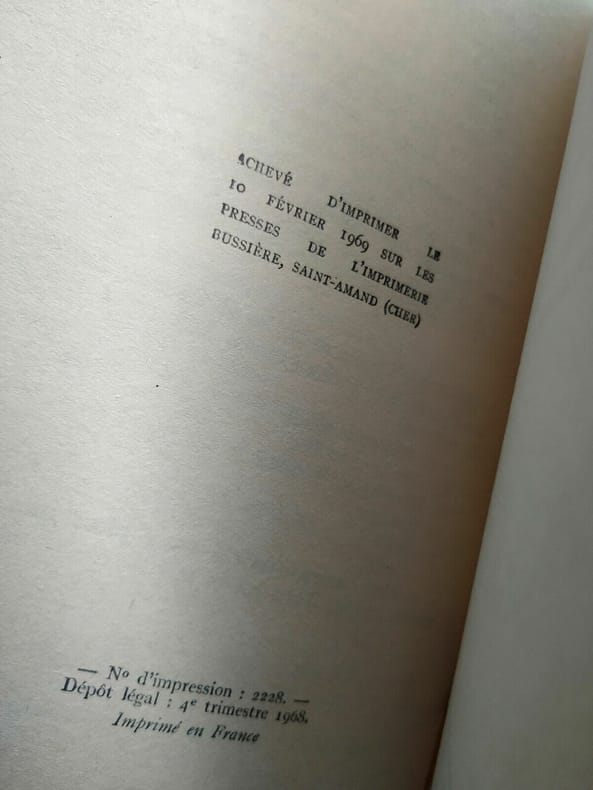 ACHEVÉ D'IMPRIMER LE
10 FÉVRIER 1969 SUR LES
PRESSES DE L'IMPRIMERIE
BUSSIÈRE, SAINT-AMAND (CHER)
— Nº d'impression : 2228. —
Dépôt légal : 4e trimestre 1968.
Imprimé en France